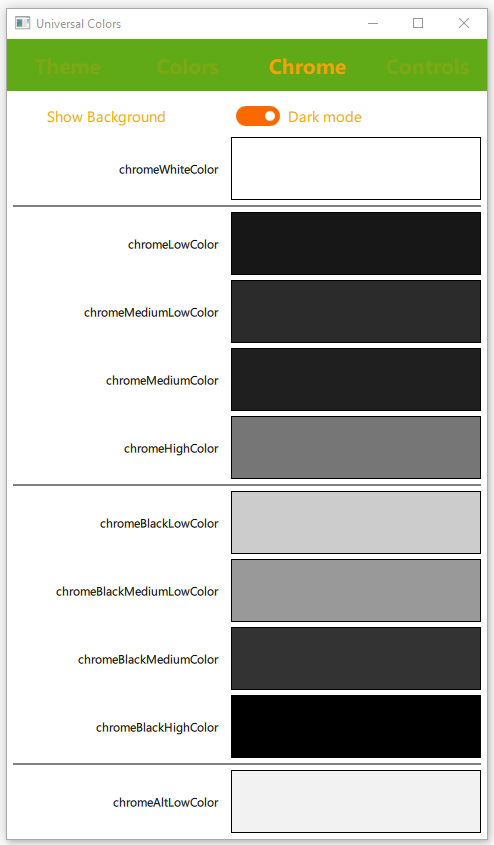 Universal Colors
Theme Colors Chrome Controls
Show Background Dark mode
chromeWhiteColor
chromeLowColor
chromeMediumLowColor
chromeMediumColor
chromeHighColor
chromeBlackLowColor
chromeBlackMediumLowColor
chromeBlackMediumColor
chromeBlackHighColor
chromeAltLowColor